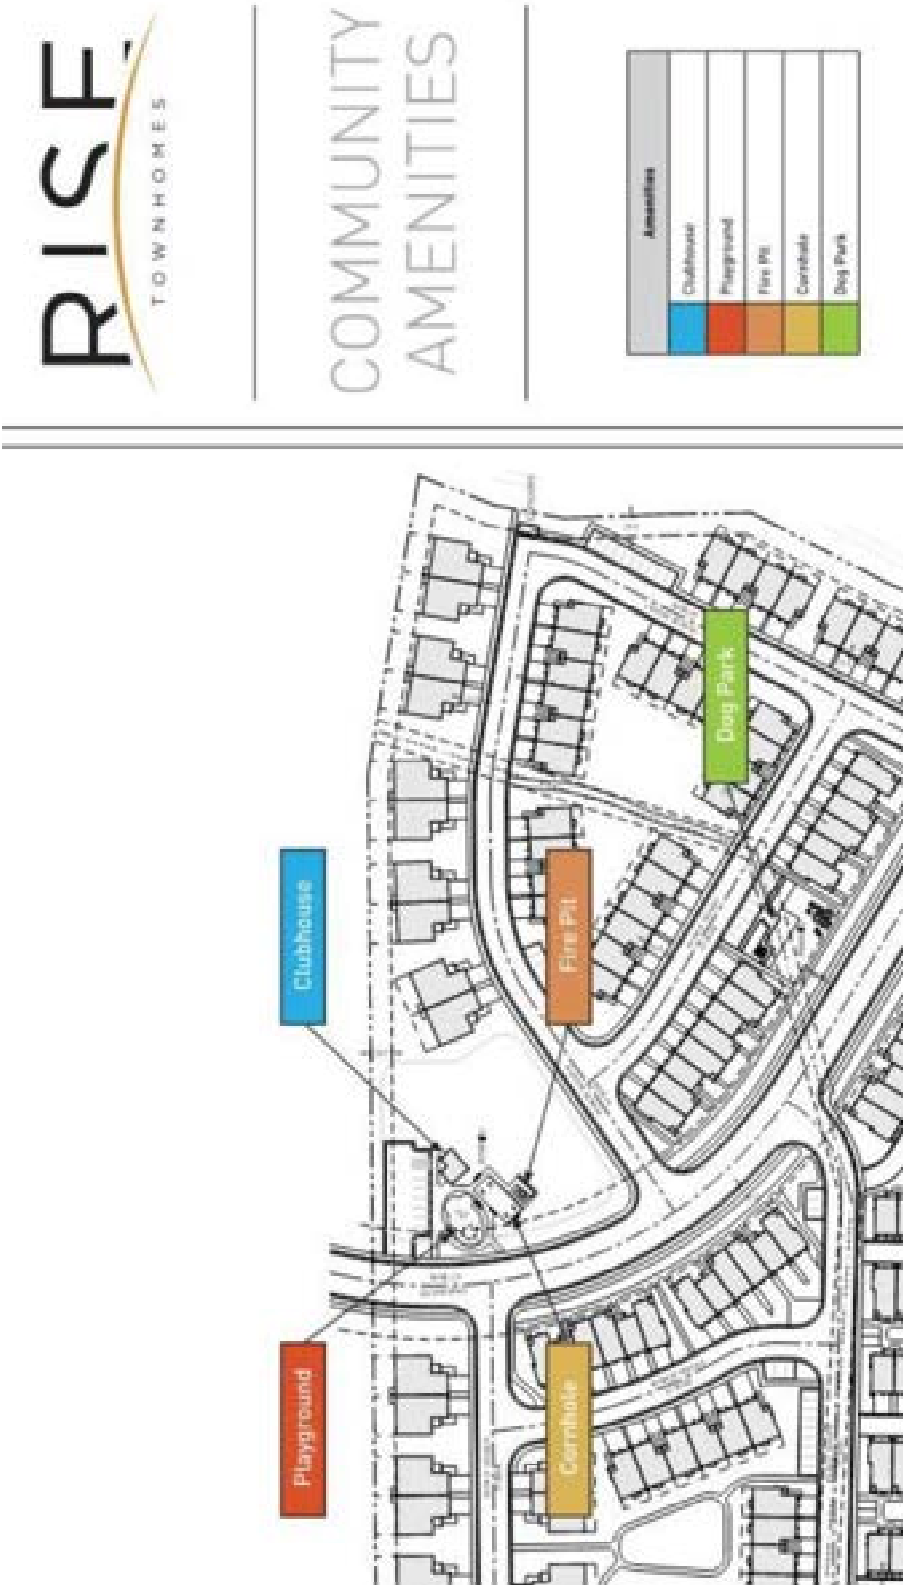 RISE
TOWNHOMES
COMMUNITY
AMENITIES
Amenities
Clubhouse
Playground
Fire Pit
Cornhole
Dog Park
Clubhouse
Playground
Fire Pit
Cornhole
Dog Park